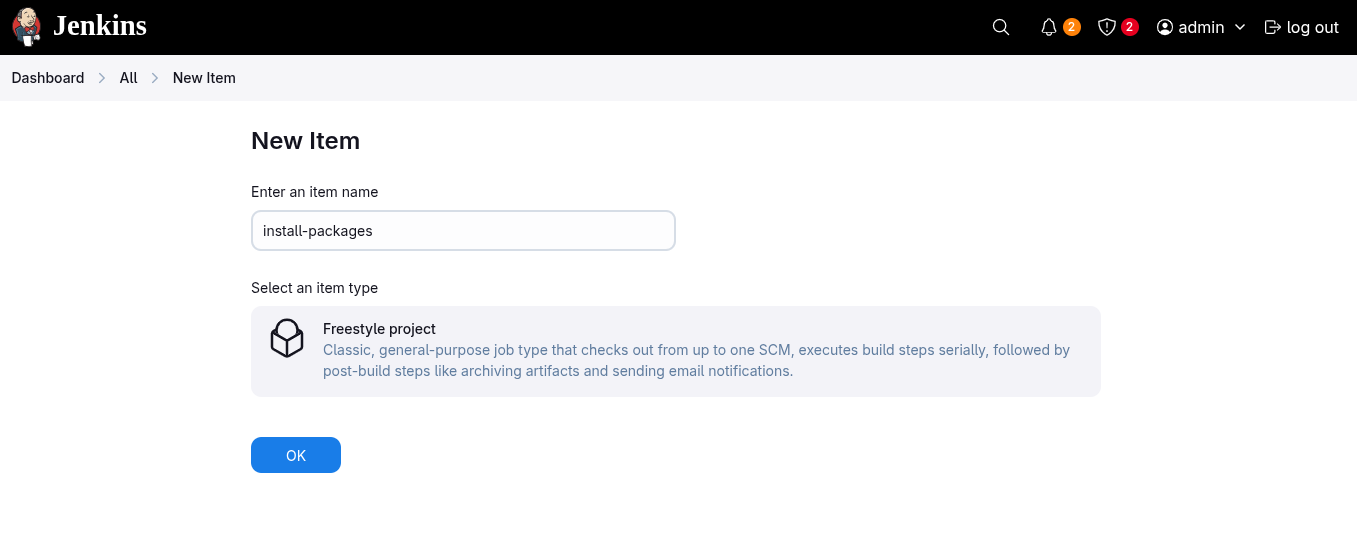 Jenkins
2
2
admin
log out
Dashboard
All
New Item
New Item
Enter an item name
install-packages
Select an item type
Freestyle project
Classic, general-purpose job type that checks out from up to one SCM, executes build steps serially, followed by
post-build steps like archiving artifacts and sending email notifications.
OK